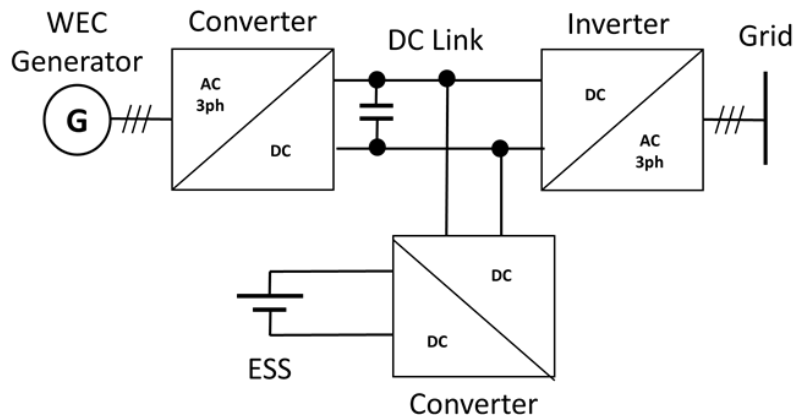 WEC
Generator
Converter
DC Link
Inverter
Grid
G
AC
3ph
DC
DC
AC
3ph
DC
DC
ESS
Converter